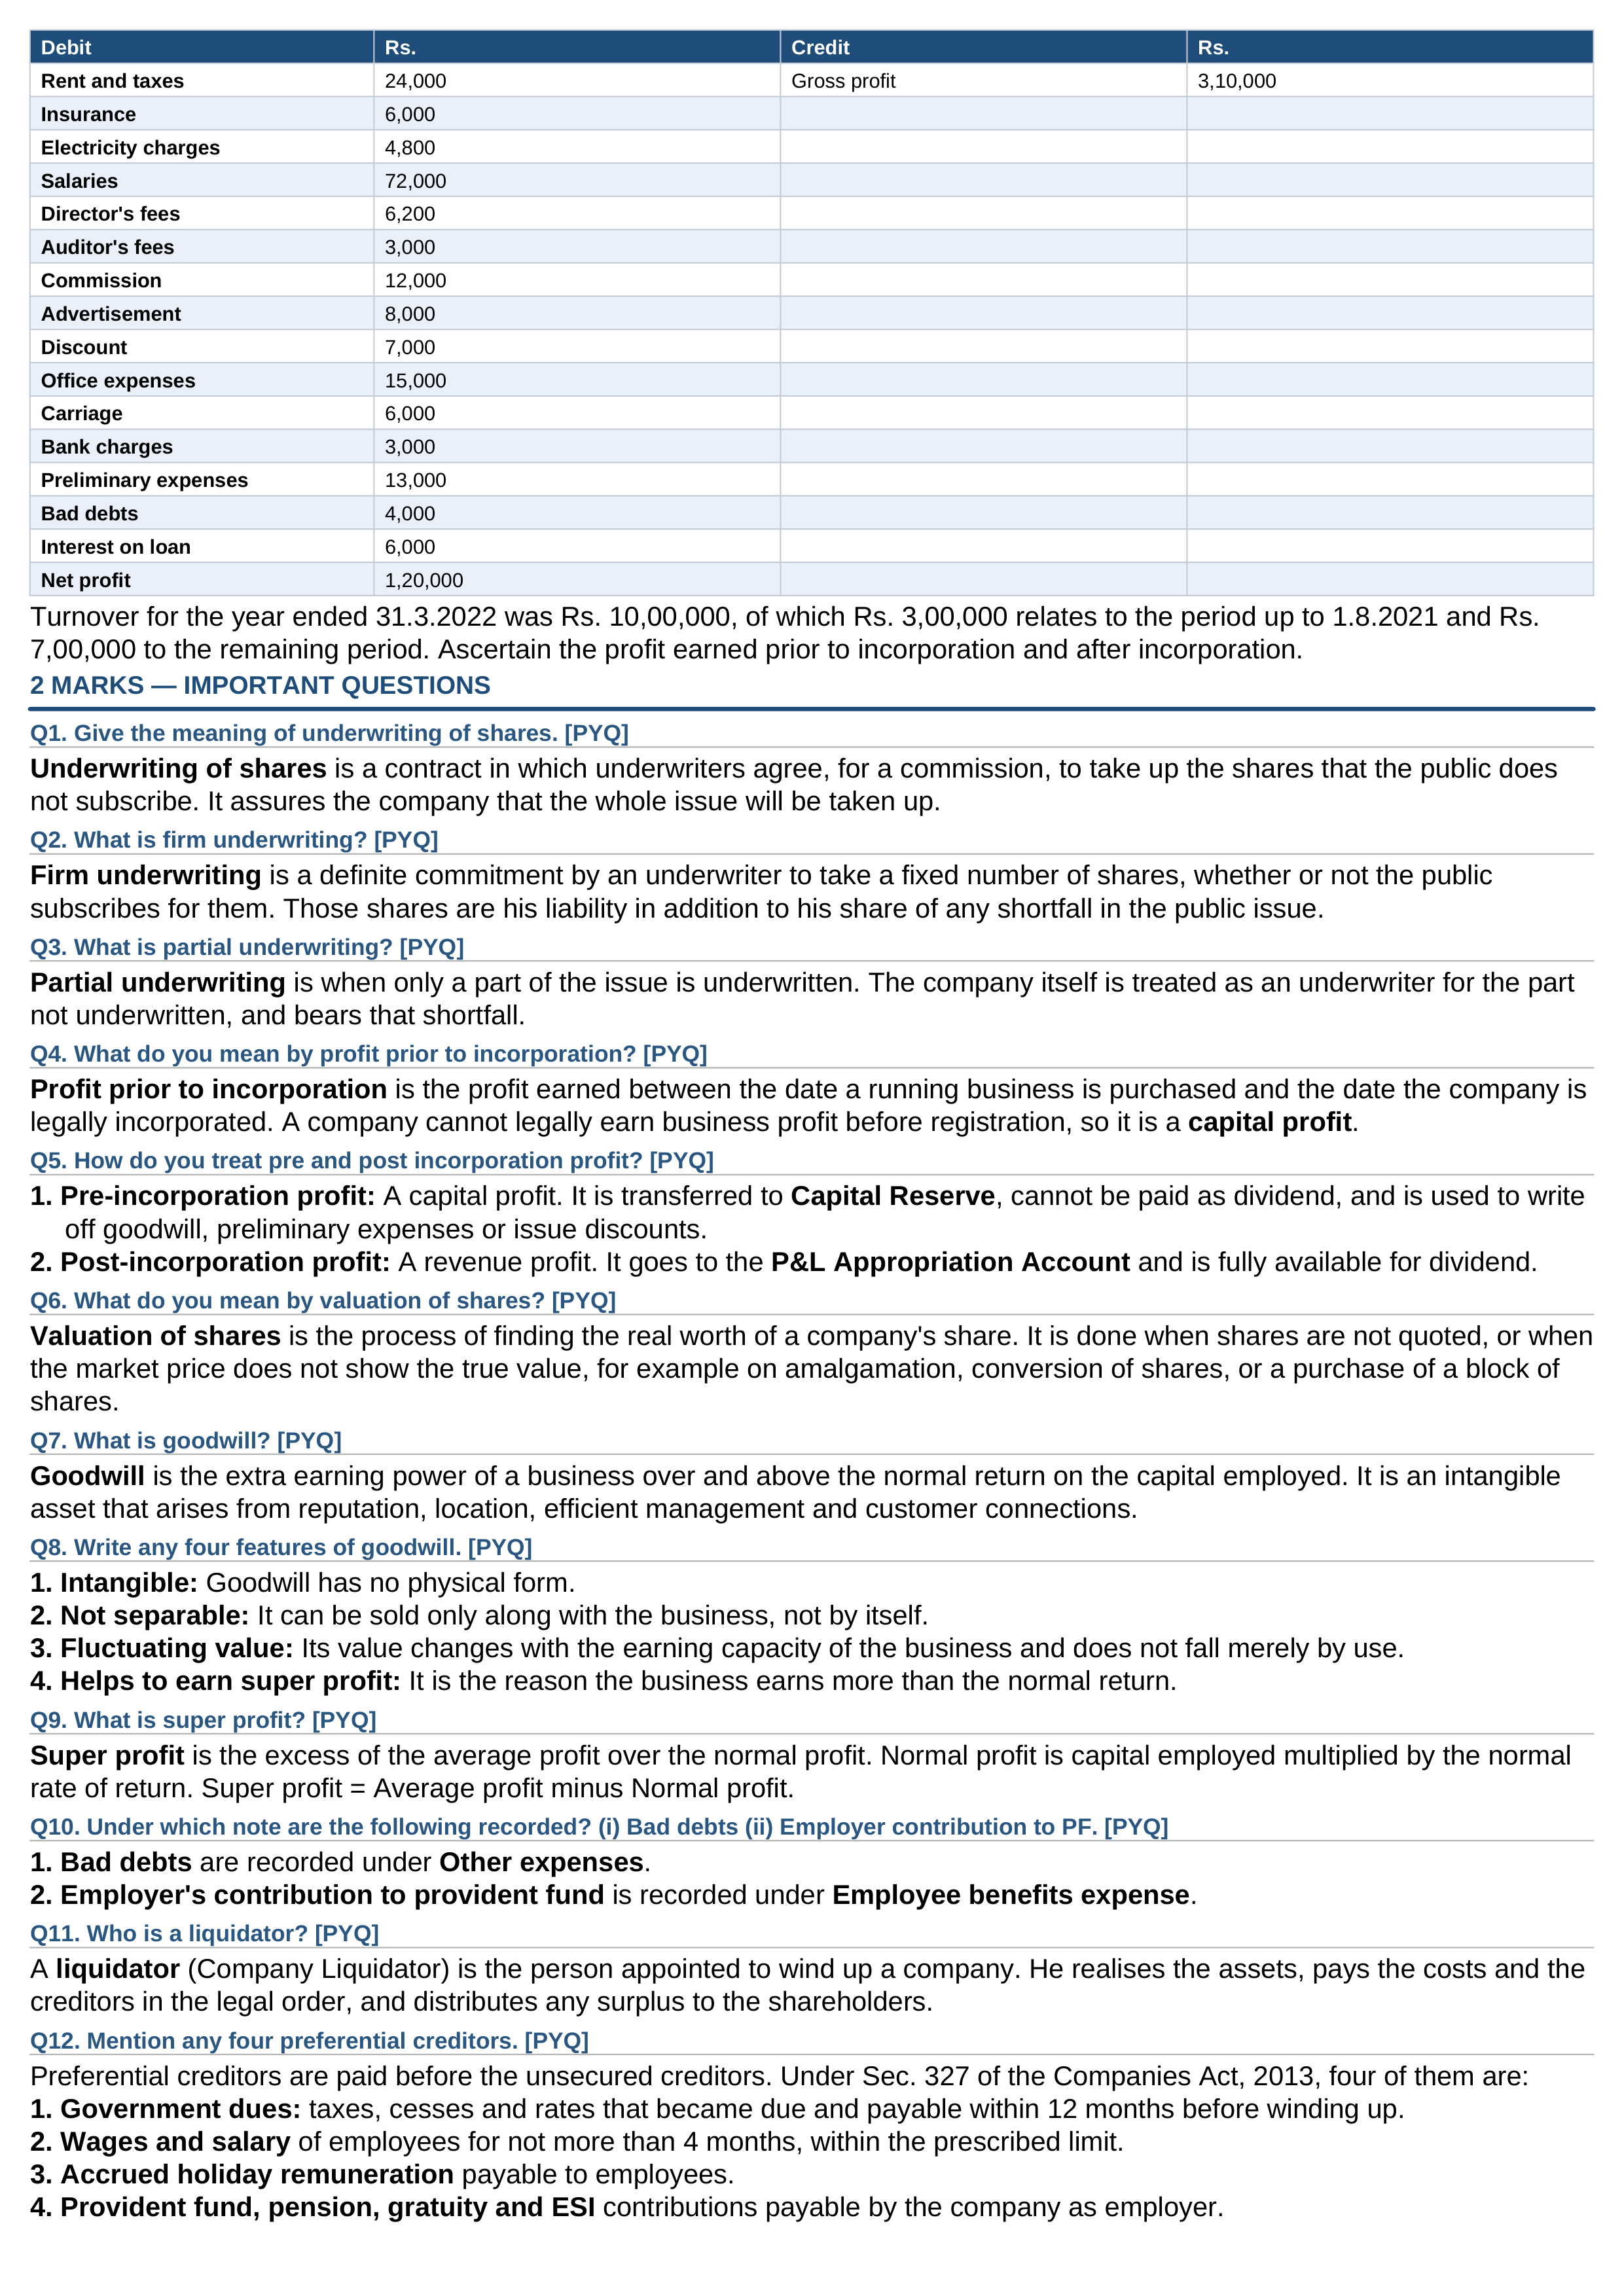 Debit Rs. Credit Rs.
Rent and taxes 24,000 Gross profit 3,10,000
Insurance 6,000
Electricity charges 4,800
Salaries 72,000
Director's fees 6,200
Auditor's fees 3,000
Commission 12,000
Advertisement 8,000
Discount 7,000
Office expenses 15,000
Carriage 6,000
Bank charges 3,000
Preliminary expenses 13,000
Bad debts 4,000
Interest on loan 6,000
Net profit 1,20,000
Turnover for the year ended 31.3.2022 was Rs. 10,00,000, of which Rs. 3,00,000 relates to the period up to 1.8.2021 and Rs.
7,00,000 to the remaining period. Ascertain the profit earned prior to incorporation and after incorporation.
2 MARKS — IMPORTANT QUESTIONS
Q1. Give the meaning of underwriting of shares. [PYQ]
Underwriting of shares is a contract in which underwriters agree, for a commission, to take up the shares that the public does
not subscribe. It assures the company that the whole issue will be taken up.
Q2. What is firm underwriting? [PYQ]
Firm underwriting is a definite commitment by an underwriter to take a fixed number of shares, whether or not the public
subscribes for them. Those shares are his liability in addition to his share of any shortfall in the public issue.
Q3. What is partial underwriting? [PYQ]
Partial underwriting is when only a part of the issue is underwritten. The company itself is treated as an underwriter for the part
not underwritten, and bears that shortfall.
Q4. What do you mean by profit prior to incorporation? [PYQ]
Profit prior to incorporation is the profit earned between the date a running business is purchased and the date the company is
legally incorporated. A company cannot legally earn business profit before registration, so it is a capital profit.
Q5. How do you treat pre and post incorporation profit? [PYQ]
1. Pre-incorporation profit: A capital profit. It is transferred to Capital Reserve, cannot be paid as dividend, and is used to write
off goodwill, preliminary expenses or issue discounts.
2. Post-incorporation profit: A revenue profit. It goes to the P&L Appropriation Account and is fully available for dividend.
Q6. What do you mean by valuation of shares? [PYQ]
Valuation of shares is the process of finding the real worth of a company's share. It is done when shares are not quoted, or when
the market price does not show the true value, for example on amalgamation, conversion of shares, or a purchase of a block of
shares.
Q7. What is goodwill? [PYQ]
Goodwill is the extra earning power of a business over and above the normal return on the capital employed. It is an intangible
asset that arises from reputation, location, efficient management and customer connections.
Q8. Write any four features of goodwill. [PYQ]
1. Intangible: Goodwill has no physical form.
2. Not separable: It can be sold only along with the business, not by itself.
3. Fluctuating value: Its value changes with the earning capacity of the business and does not fall merely by use.
4. Helps to earn super profit: It is the reason the business earns more than the normal return.
Q9. What is super profit? [PYQ]
Super profit is the excess of the average profit over the normal profit. Normal profit is capital employed multiplied by the normal
rate of return. Super profit = Average profit minus Normal profit.
Q10. Under which note are the following recorded? (i) Bad debts (ii) Employer contribution to PF. [PYQ]
1. Bad debts are recorded under Other expenses.
2. Employer's contribution to provident fund is recorded under Employee benefits expense.
Q11. Who is a liquidator? [PYQ]
A liquidator (Company Liquidator) is the person appointed to wind up a company. He realises the assets, pays the costs and the
creditors in the legal order, and distributes any surplus to the shareholders.
Q12. Mention any four preferential creditors. [PYQ]
Preferential creditors are paid before the unsecured creditors. Under Sec. 327 of the Companies Act, 2013, four of them are:
1. Government dues: taxes, cesses and rates that became due and payable within 12 months before winding up.
2. Wages and salary of employees for not more than 4 months, within the prescribed limit.
3. Accrued holiday remuneration payable to employees.
4. Provident fund, pension, gratuity and ESI contributions payable by the company as employer.